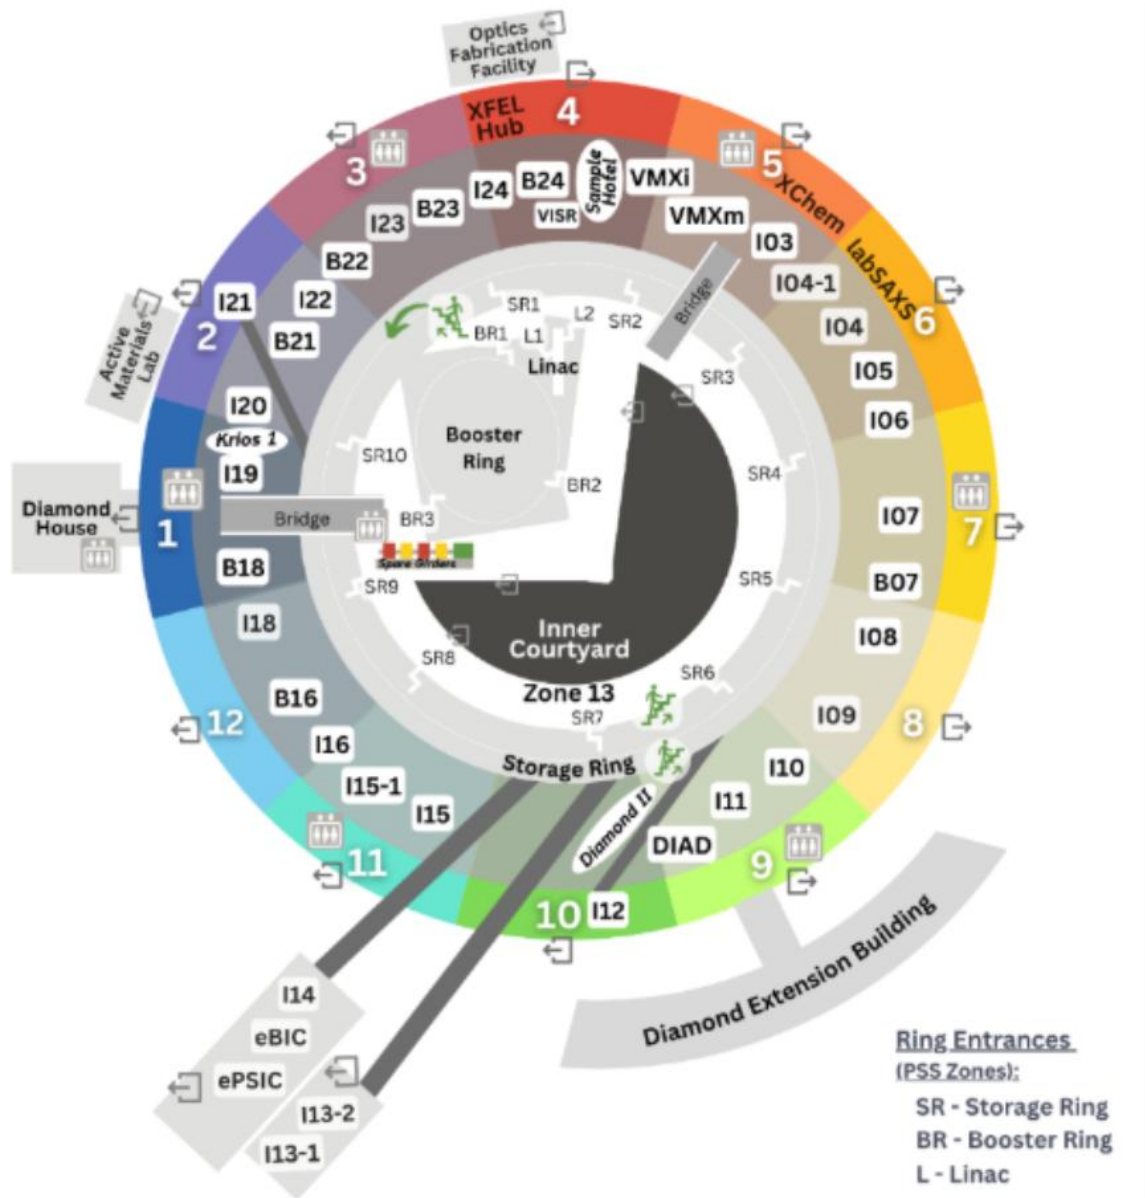 Optics
Fabrication
Facility
XFEL
Hub
4
3
5
XChem
labSAXS
6
I24
B24
Sample
Hotel
VMXi
VISR
VMXm
B23
I23
I03
B22
I04-1
I22
I21
2
B21
Active
Materials
Lab
I04
I05
I06
SR1
L2
SR2
Bridge
BR1
L1
Linac
SR3
I20
Krios 1
I19
Booster
Ring
SR10
BR2
SR4
Diamond
House
1
Bridge
BR3
I07
7
Spare Girders
B18
SR9
SR5
B07
I18
Inner
Courtyard
I08
SR8
SR6
Zone 13
SR7
B16
12
I16
I09
8
Storage Ring
I15-1
I15
I10
I11
Diamond II
DIAD
11
9
10
I12
Diamond Extension Building
I14
eBIC
ePSIC
I13-2
I13-1
Ring Entrances
(PSS Zones):
SR - Storage Ring
BR - Booster Ring
L - Linac